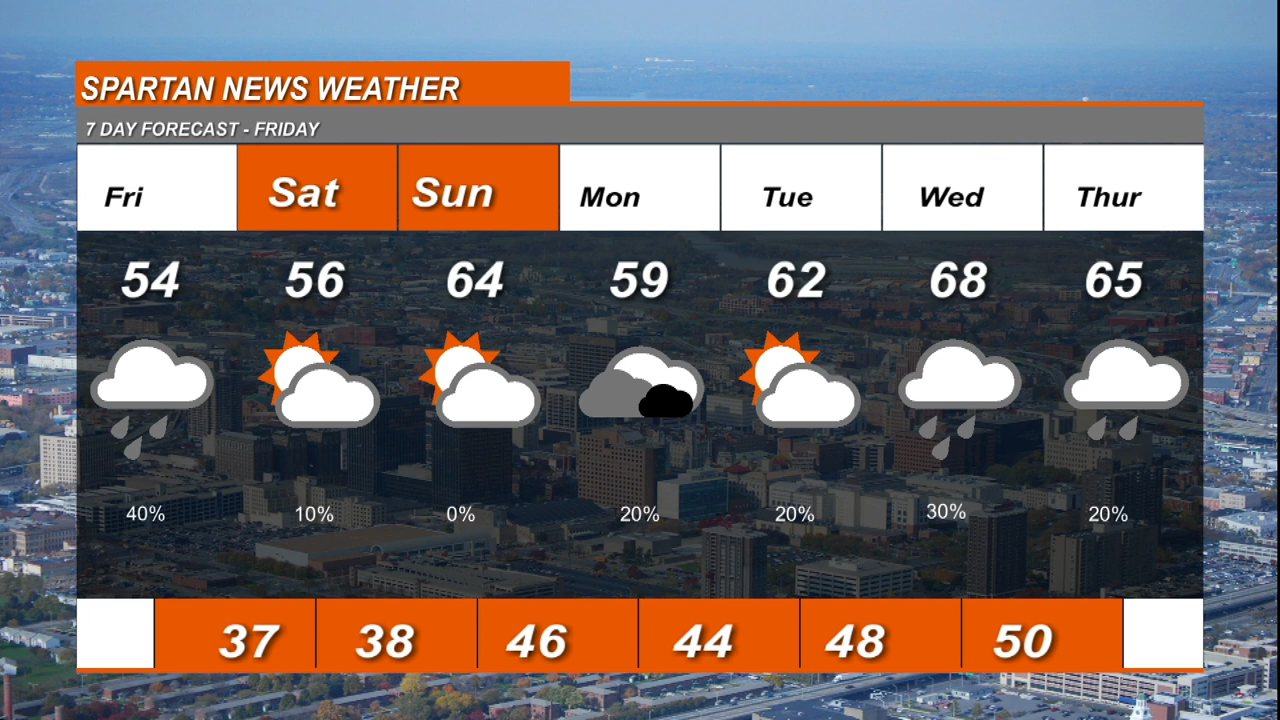 SPARTAN NEWS WEATHER
7 DAY FORECAST - FRIDAY
Fri Sat Sun Mon Tue Wed Thur
54 56 64 59 62 68 65
40% 10% 0% 20% 20% 30% 20%
37 38 46 44 48 50